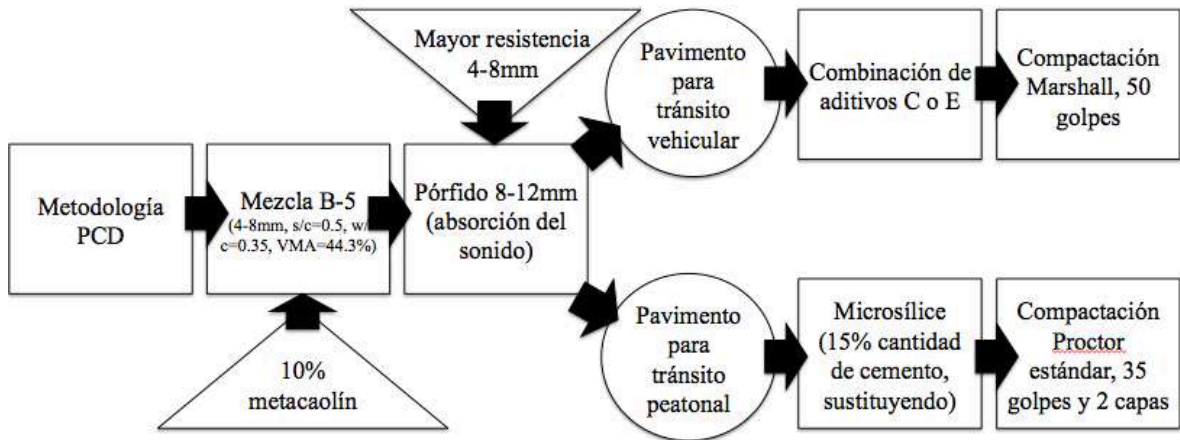 Metodología
PCD
Mezcla B-5
(4-8mm, s/c=0.5, w/
c=0.35, VMA=44.3%)
10%
metacaolín
Mayor resistencia
4-8mm
Pórfido 8-12mm
(absorción del
sonido)
Pavimento
para
tránsito
vehicular
Combinación de
aditivos C o E
Compactación
Marshall, 50
golpes
Pavimento
para
tránsito
peatonal
Microsílice
(15% cantidad
de cemento,
sustituyendo)
Compactación
Proctor
estándar, 35
golpes y 2 capas